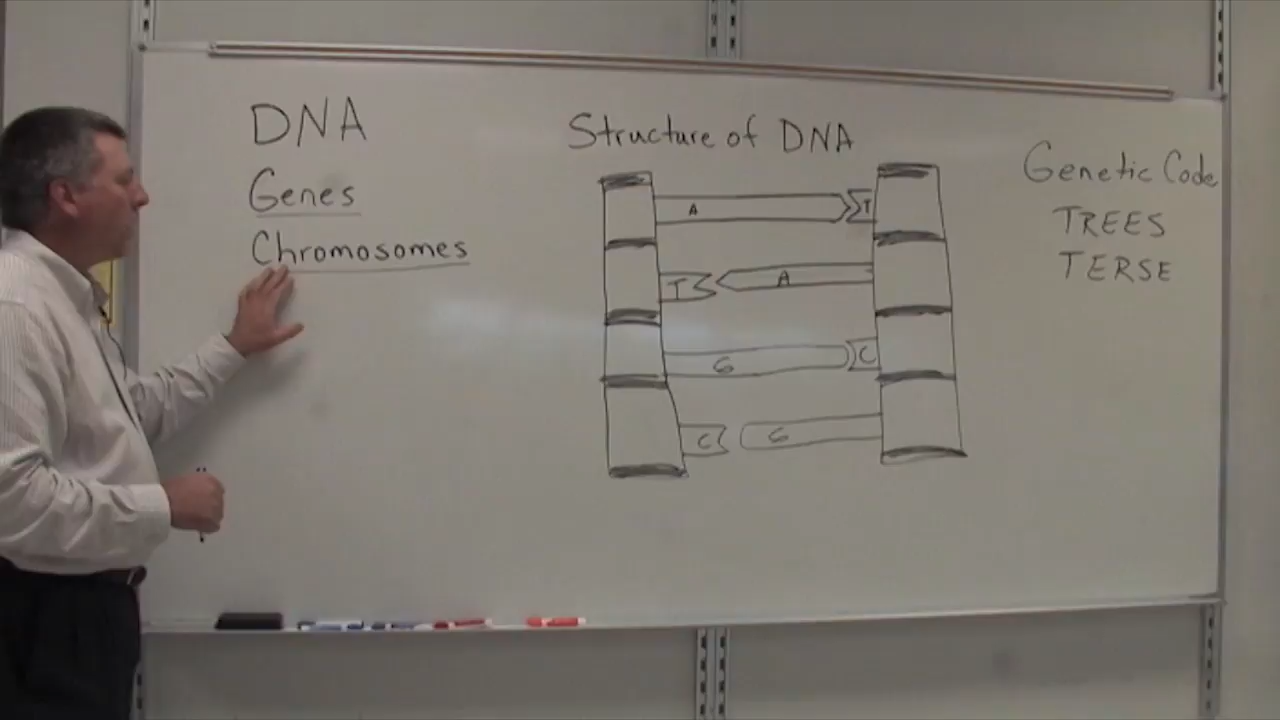 DNA
Genes
Chromosomes
Structure of DNA
A T
T A
G C
C G
Genetic Code
TREES
TERSE